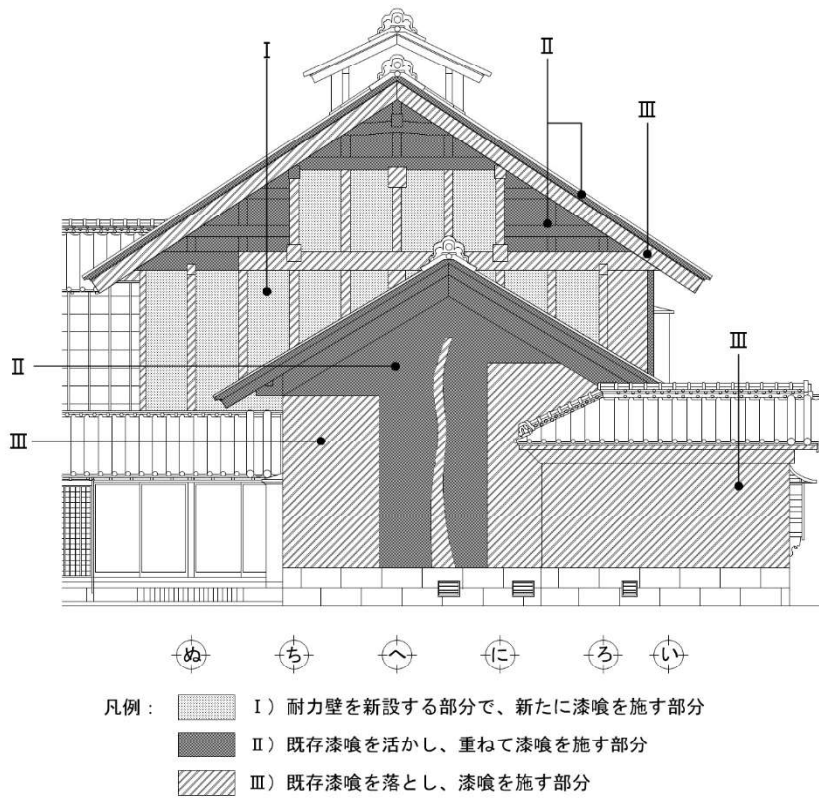 Ⅰ
Ⅱ
Ⅲ
Ⅱ
Ⅲ
Ⅲ
ぬ ち へ に ろ い
凡例：
Ⅰ）耐力壁を新設する部分で、新たに漆喰を施す部分
Ⅱ）既存漆喰を活かし、重ねて漆喰を施す部分
Ⅲ）既存漆喰を落とし、漆喰を施す部分